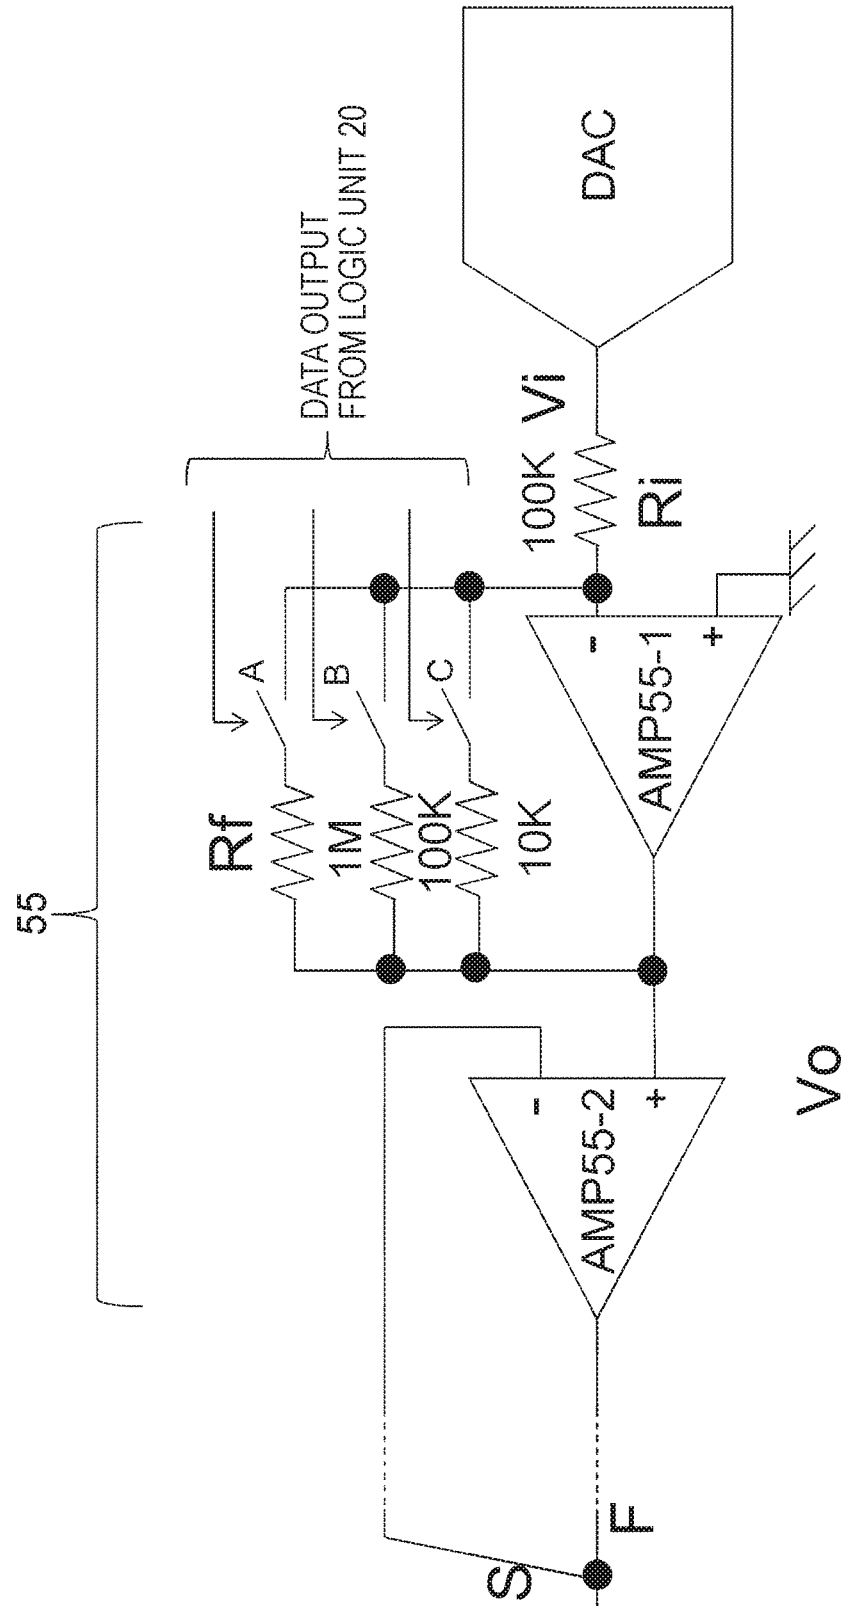 55
DATA OUTPUT
FROM LOGIC UNIT 20
A
B
C
Rf
1M
100K
10K
100K
Vi
Ri
DAC
-
+
AMP55-1
-
+
AMP55-2
Vo
S
F